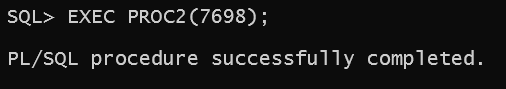 SQL> EXEC PROC2(7698);
PL/SQL procedure successfully completed.